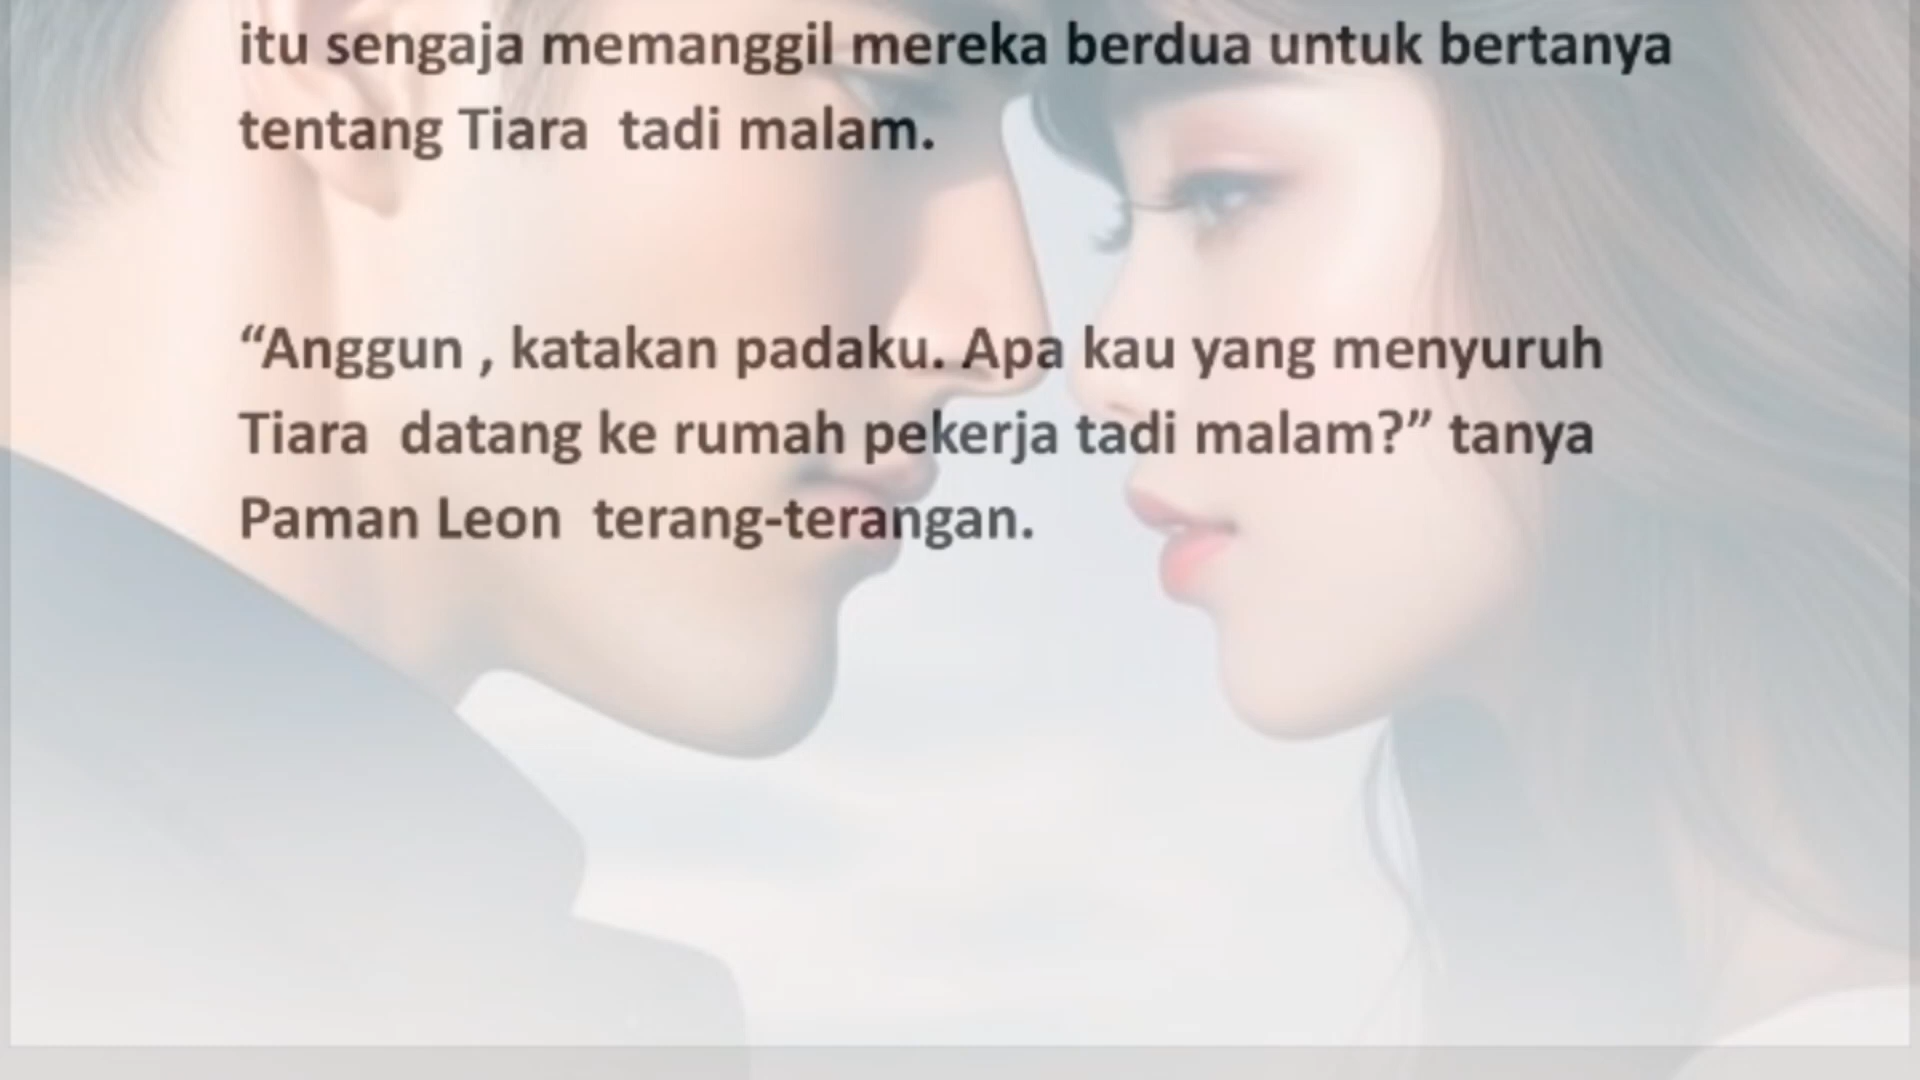 itu sengaja memanggil mereka berdua untuk bertanya
tentang Tiara  tadi malam.
“Anggun , katakan padaku. Apa kau yang menyuruh
Tiara  datang ke rumah pekerja tadi malam?” tanya
Paman Leon  terang-terangan.